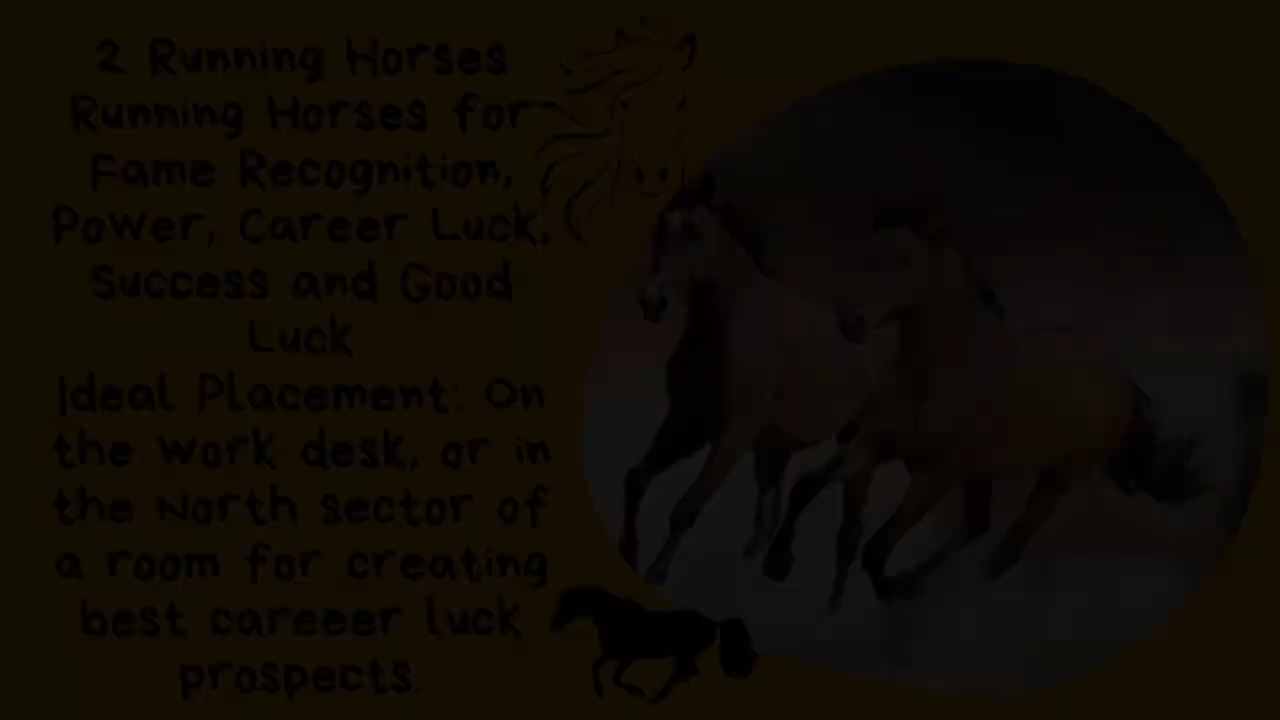 2 Running Horses
Running Horses for
Fame Recognition,
Power, Career Luck,
Success and Good
Luck
Ideal Placement: On
the work desk, or in
the North sector of
a room for creating
best careeer luck
prospects.